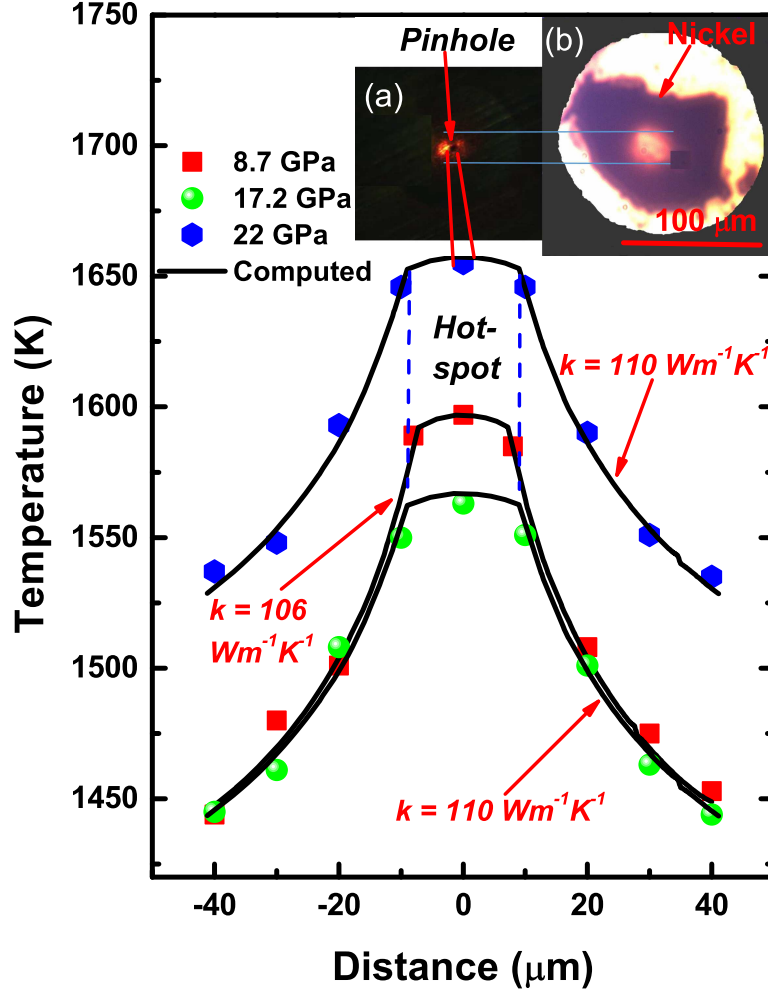 1750
1700
1650
1600
1550
1500
1450
Temperature (K)
-40 -20 0 20 40
Distance (μm)
Pinhole
(a)
(b)
Nickel
100 μm
8.7 GPa
17.2 GPa
22 GPa
Computed
Hot-
spot
k = 110 Wm⁻¹K⁻¹
k = 106
Wm⁻¹K⁻¹
k = 110 Wm⁻¹K⁻¹